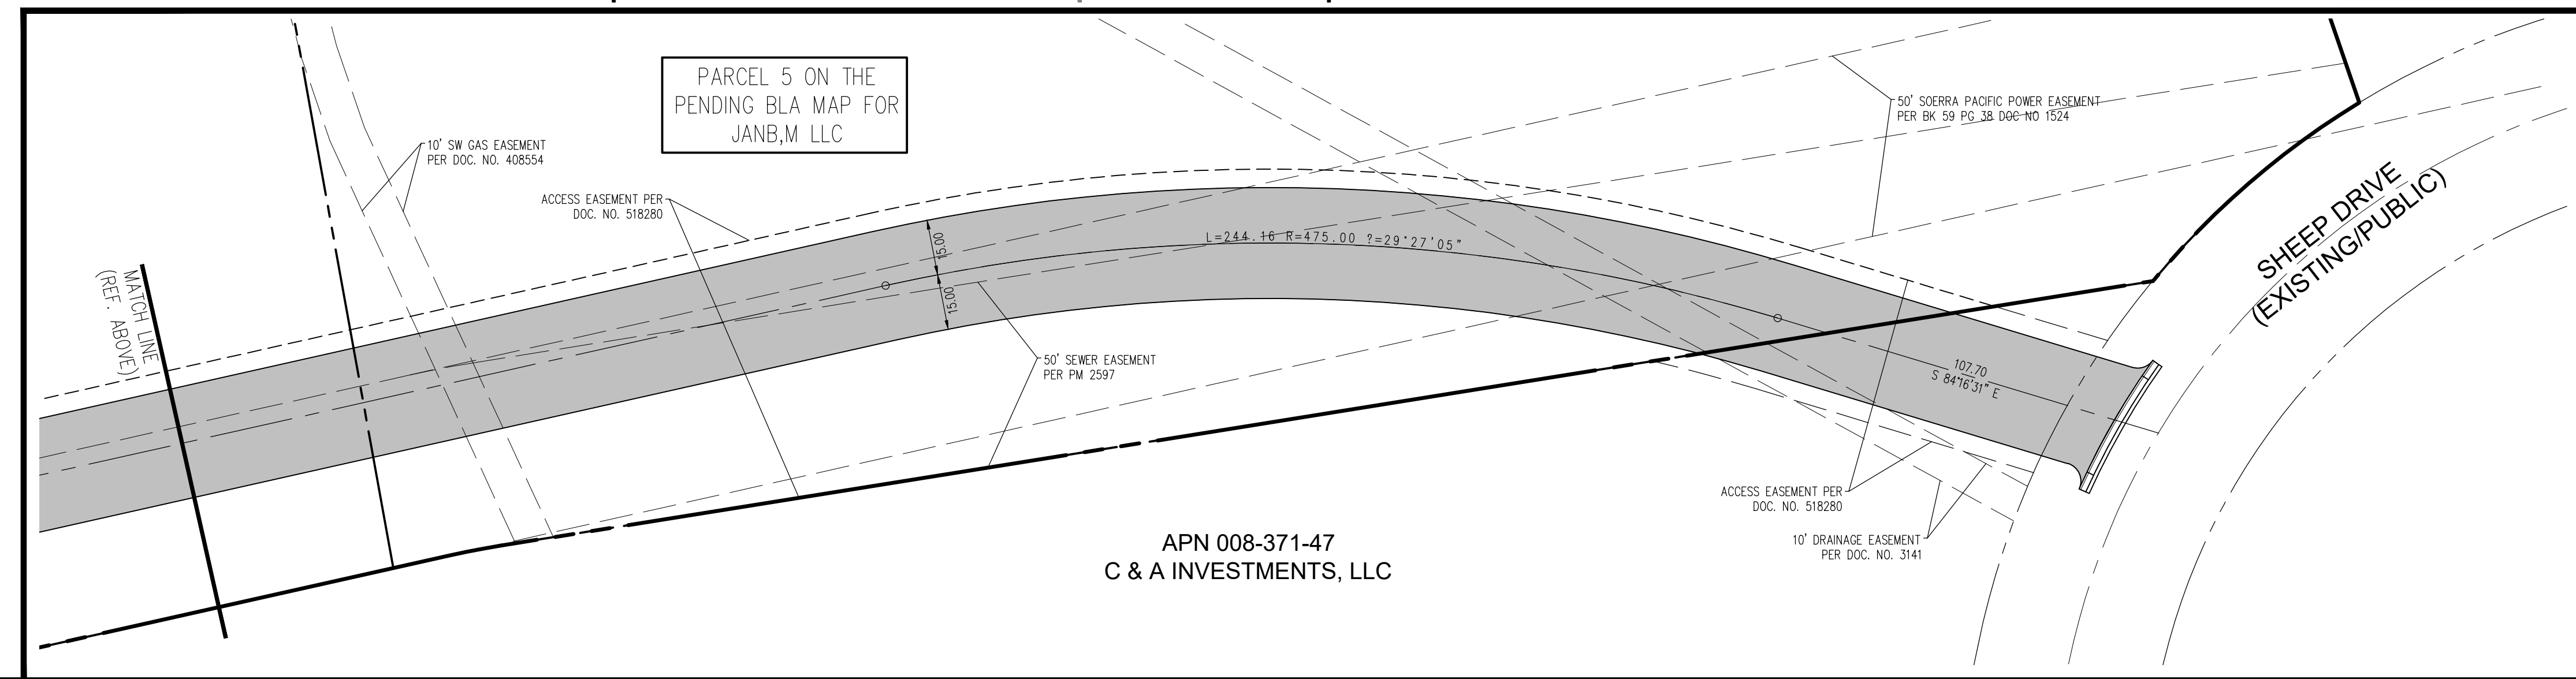 PARCEL 5 ON THE
PENDING BLA MAP FOR
JANB,M LLC
10' SW GAS EASEMENT
PER DOC. NO. 408554
50' SOERRA PACIFIC POWER EASEMENT
PER BK 59 PG 38 DOC NO 1524
ACCESS EASEMENT PER
DOC. NO. 518280
SHEEP DRIVE
(EXISTING/PUBLIC)
15.00
15.00
L=244.16 R=475.00 ?=29°27'05"
MATCH LINE
(REF. ABOVE)
50' SEWER EASEMENT
PER PM 2597
107.70
S 84°16'31" E
ACCESS EASEMENT PER
DOC. NO. 518280
10' DRAINAGE EASEMENT
PER DOC. NO. 3141
APN 008-371-47
C & A INVESTMENTS, LLC